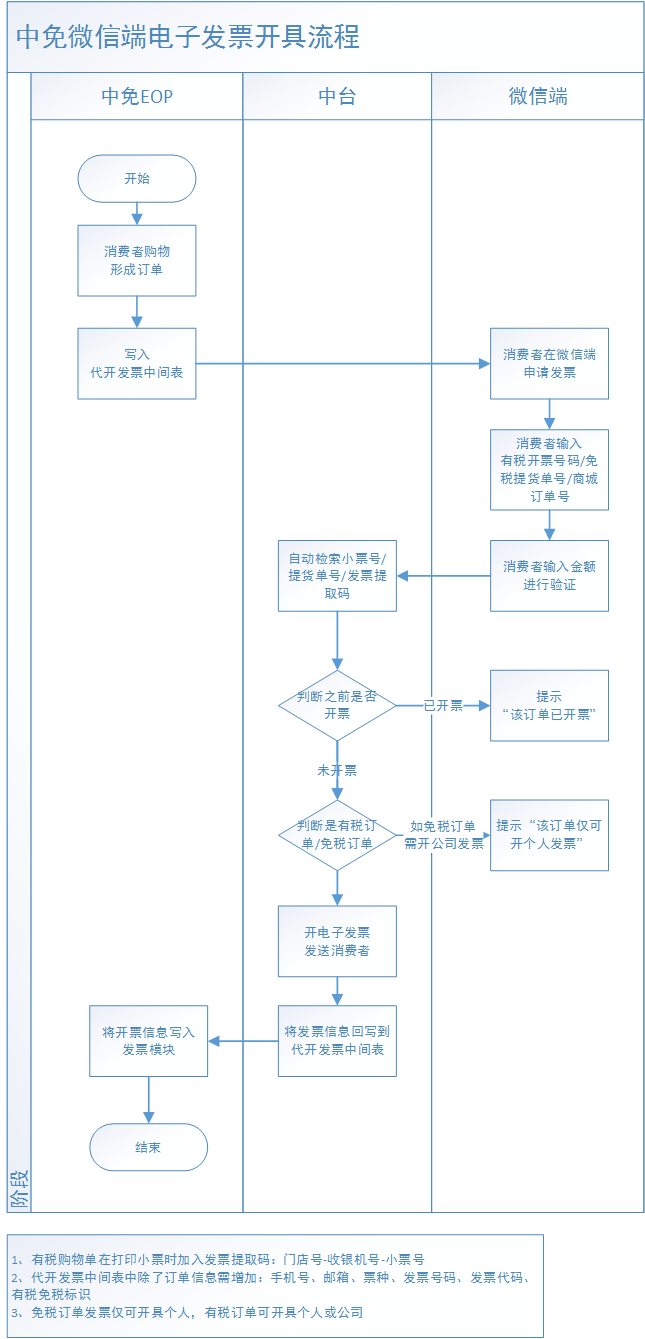 中免微信端电子发票开具流程
中免EOP
中台
微信端
开始
消费者购物
形成订单
写入
代开发票中间表
消费者在微信端
申请发票
消费者输入
有税开票号码/免
税提货单号/商城
订单号
消费者输入金额
进行验证
自动检索小票号/
提货单号/发票提
取码
判断之前是否
开票
已开票
提示
“该订单已开票”
未开票
判断是有税订
单/免税订单
如免税订单
需开公司发票
提示“该订单仅可
开个人发票”
开电子发票
发送消费者
将发票信息回写到
代开发票中间表
将开票信息写入
发票模块
结束
阶段
1、有税购物单在打印小票时加入发票提取码：门店号-收银机号-小票号
2、代开发票中间表中除了订单信息需增加：手机号、邮箱、票种、发票号码、发票代码、
有税免税标识
3、免税订单发票仅可开具个人，有税订单可开具个人或公司